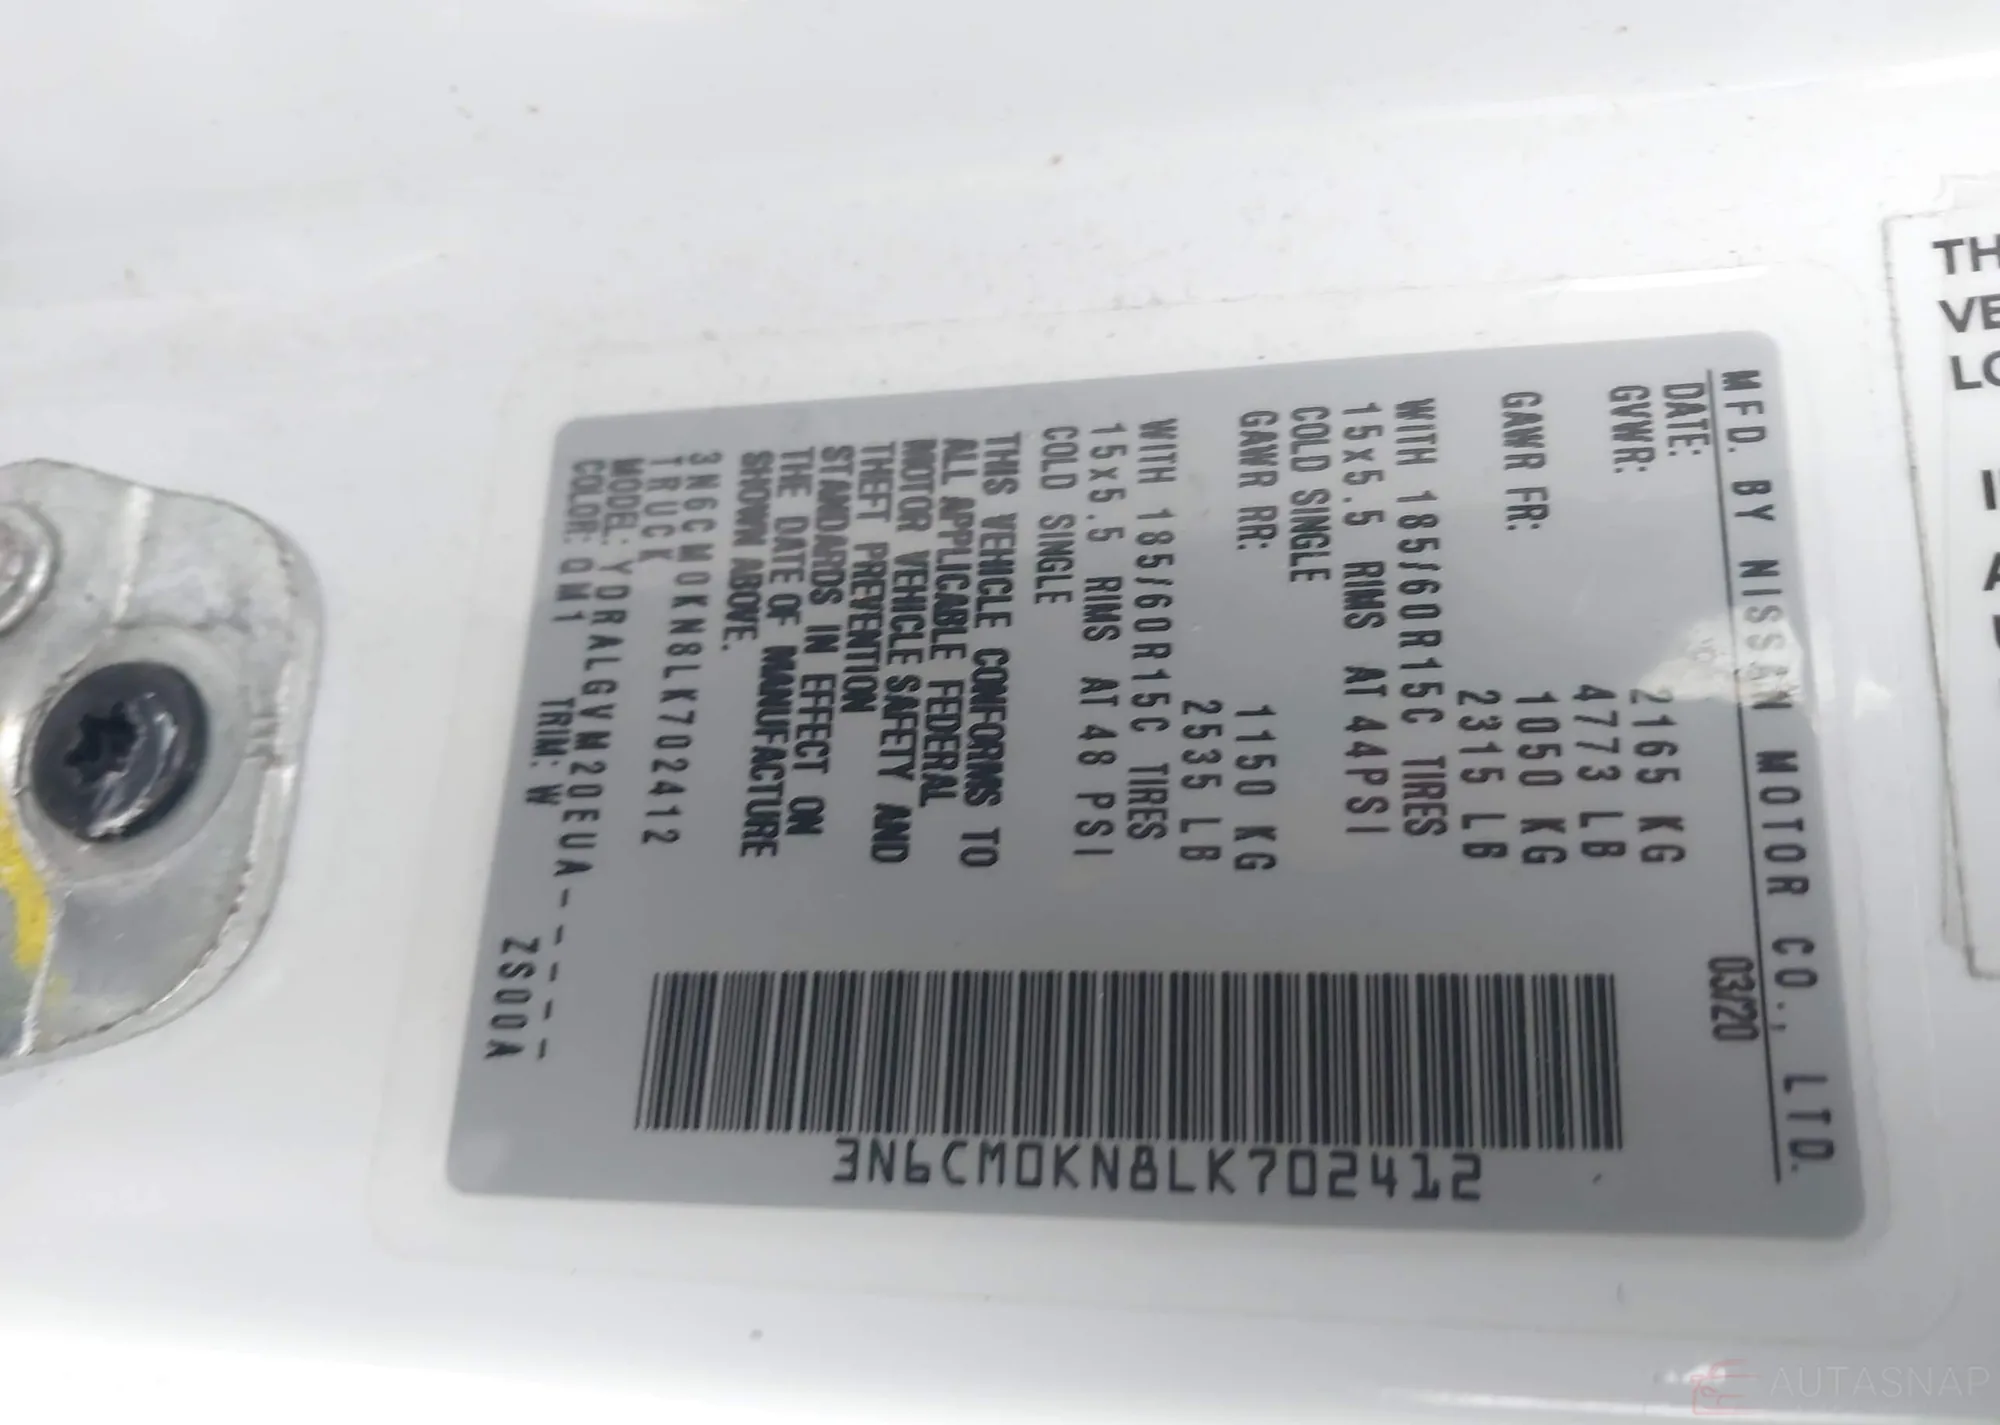 MFD. BY NISSAN MOTOR CO., LTD.
DATE: 03/20
GVWR: 2165 KG
4773 LB
GAWR FR: 1050 KG
2315 LB
WITH 185/60R15C TIRES
15x5.5 RIMS AT 44PSI
COLD SINGLE
GAWR RR: 1150 KG
2535 LB
WITH 185/60R15C TIRES
15x5.5 RIMS AT 48 PSI
COLD SINGLE
THIS VEHICLE CONFORMS TO
ALL APPLICABLE FEDERAL
MOTOR VEHICLE SAFETY AND
THEFT PREVENTION
STANDARDS IN EFFECT ON
THE DATE OF MANUFACTURE
SHOWN ABOVE.
3N6CM0KN8LK702412
TRUCK
MODEL: YDRALGVM20EUA-----
COLOR: QM1 TRIM: W ZS00A
3N6CM0KN8LK702412
TH
VE
LO
AUTASNAP